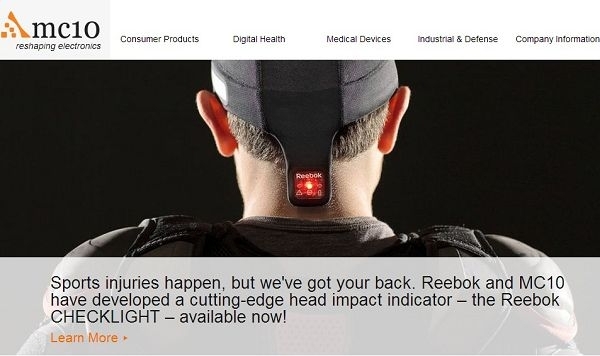 mc10
reshaping electronics
Consumer Products
Digital Health
Medical Devices
Industrial & Defense
Company Information
Reebok
Sports injuries happen, but we've got your back. Reebok and MC10
have developed a cutting-edge head impact indicator – the Reebok
CHECKLIGHT – available now!
Learn More